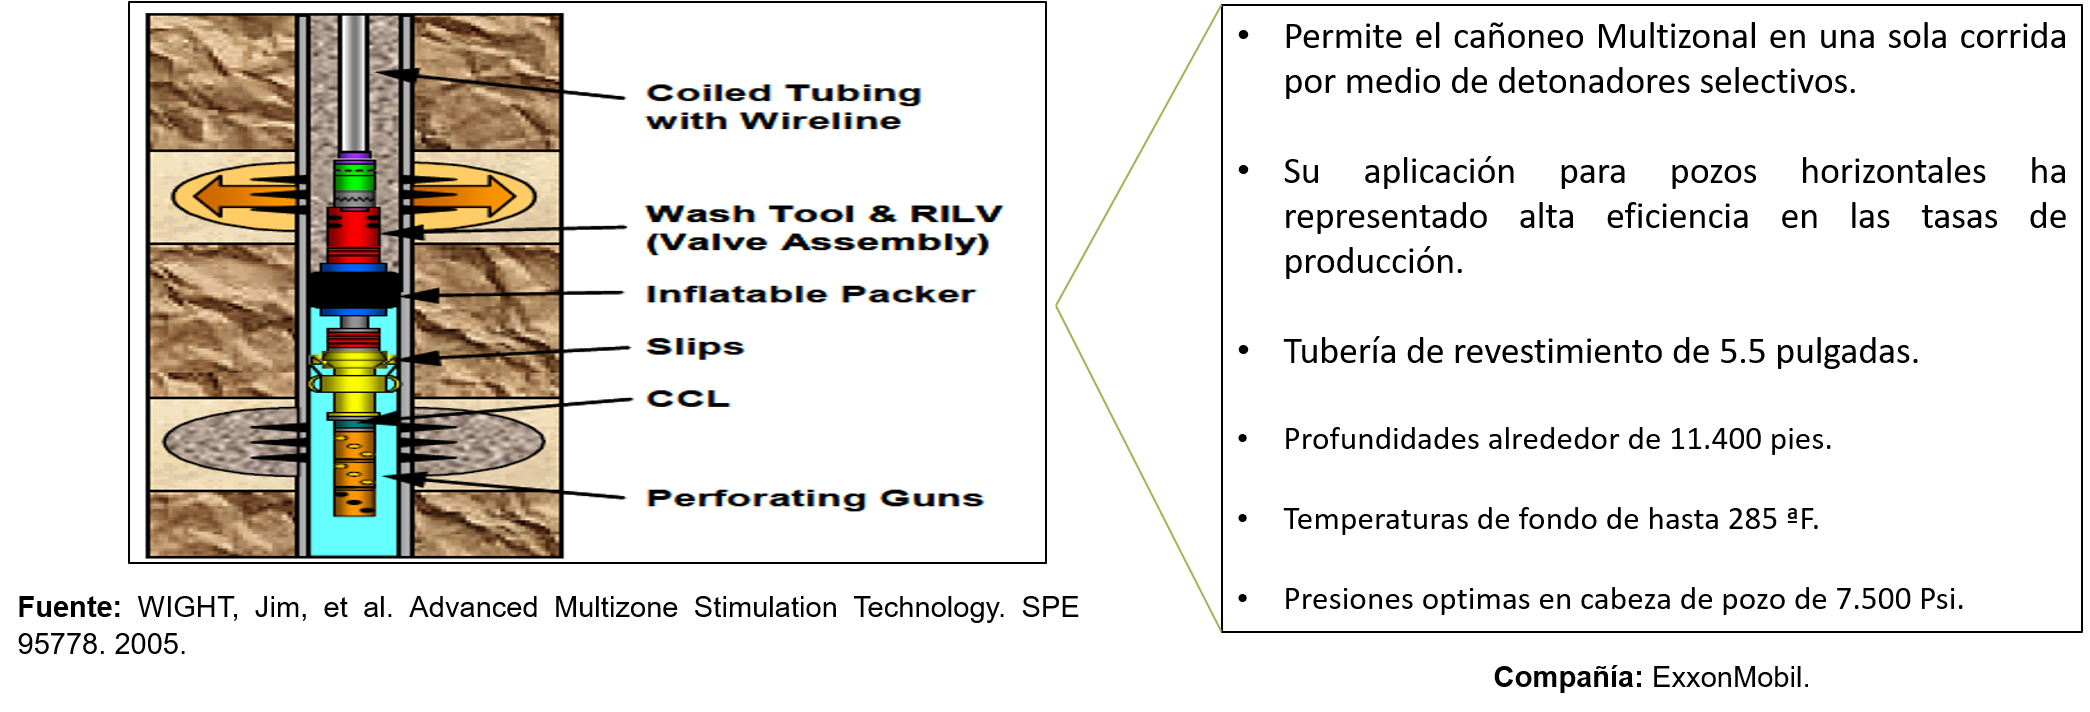 Coiled Tubing
with Wireline
Wash Tool & RILV
(Valve Assembly)
Inflatable Packer
Slips
CCL
Perforating Guns
Fuente: WIGHT, Jim, et al. Advanced Multizone Stimulation Technology. SPE
95778. 2005.
• Permite el cañoneo Multizonal en una sola corrida
por medio de detonadores selectivos.
• Su aplicación para pozos horizontales ha
representado alta eficiencia en las tasas de
producción.
• Tubería de revestimiento de 5.5 pulgadas.
• Profundidades alrededor de 11.400 pies.
• Temperaturas de fondo de hasta 285 ªF.
• Presiones optimas en cabeza de pozo de 7.500 Psi.
Compañía: ExxonMobil.